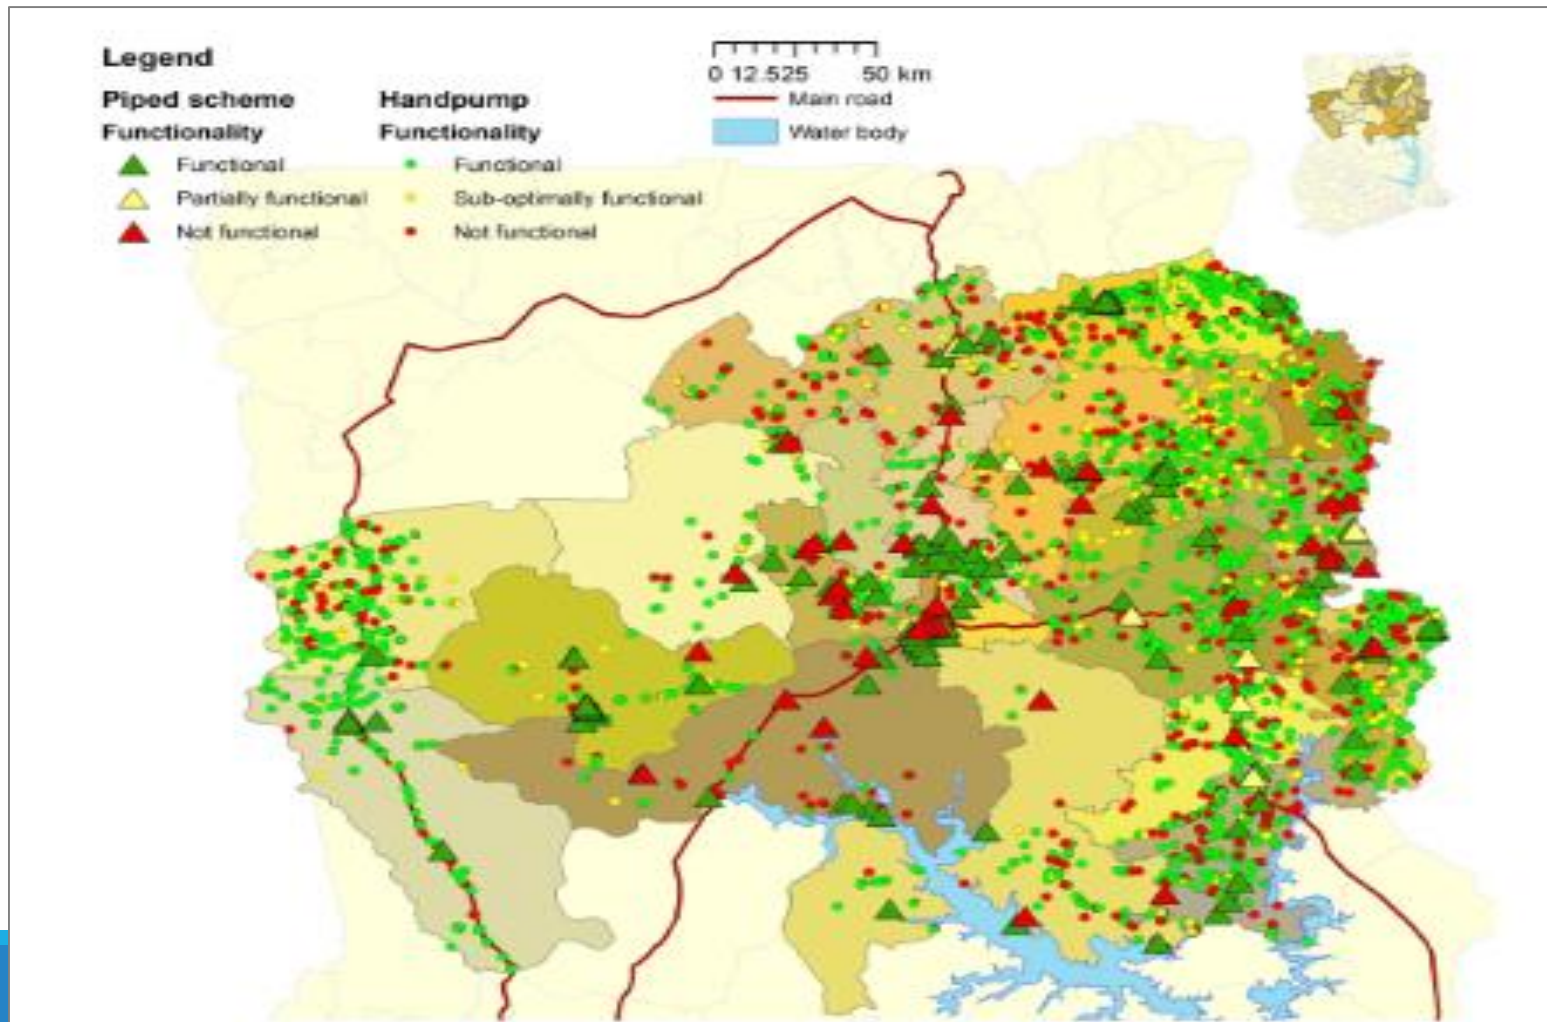 Legend
Piped scheme
Functionality
Functional
Partially functional
Not functional
Handpump
Functionality
Functional
Sub-optimally functional
Not functional
0 12.525 50 km
Main road
Water body